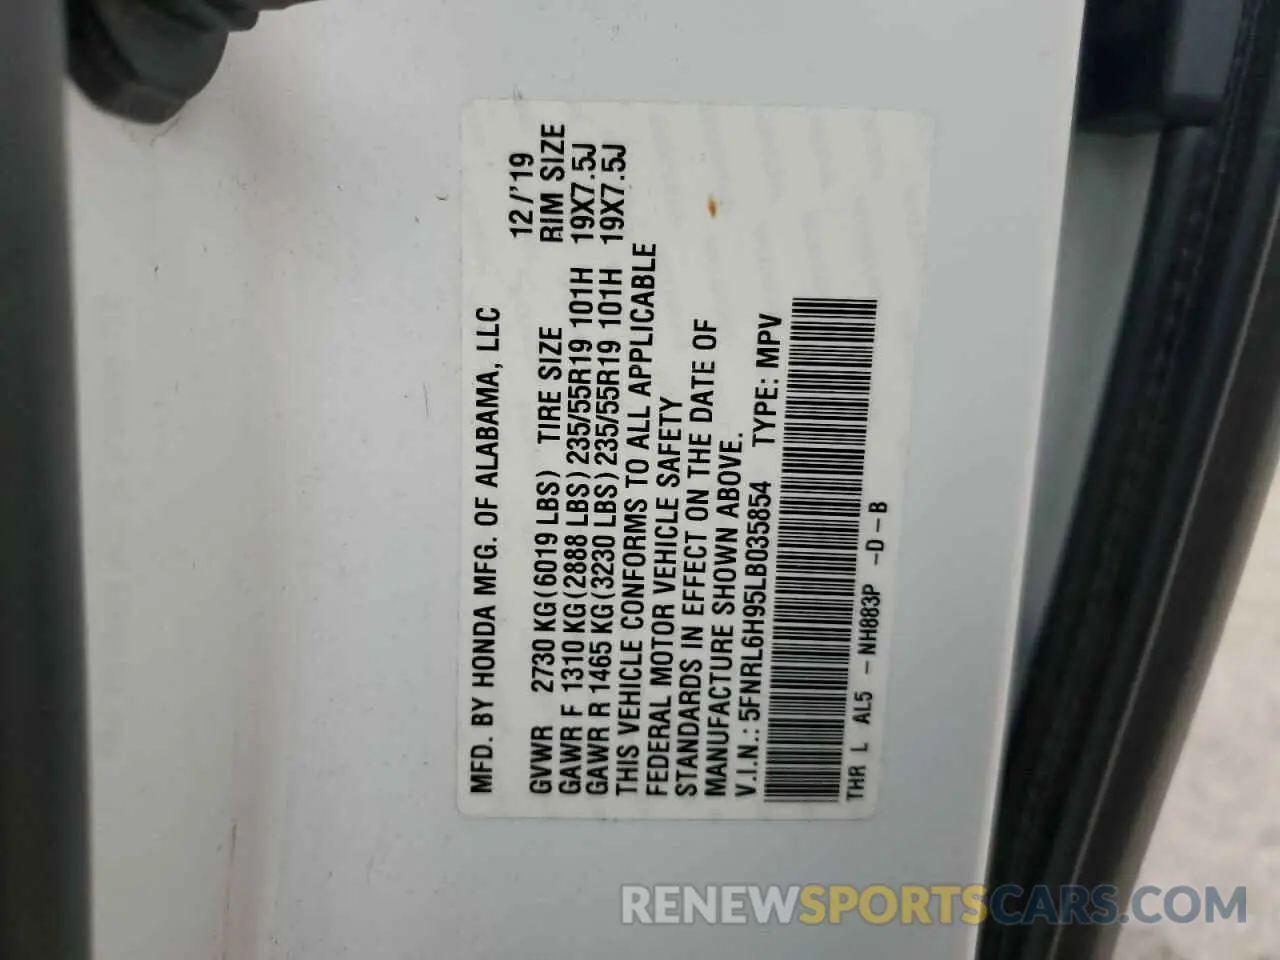 MFD. BY HONDA MFG. OF ALABAMA, LLC
12/'19
GVWR 2730 KG(6019 LBS) TIRE SIZE RIM SIZE
GAWR F 1310 KG(2888 LBS) 235/55R19 101H 19X7.5J
GAWR R 1465 KG(3230 LBS) 235/55R19 101H 19X7.5J
THIS VEHICLE CONFORMS TO ALL APPLICABLE
FEDERAL MOTOR VEHICLE SAFETY
STANDARDS IN EFFECT ON THE DATE OF
MANUFACTURE SHOWN ABOVE.
V.I.N.: 5FNRL6H95LB035854 TYPE: MPV
THR L AL5 -NH883P -D-B
RENEWSPORTSCARS.COM